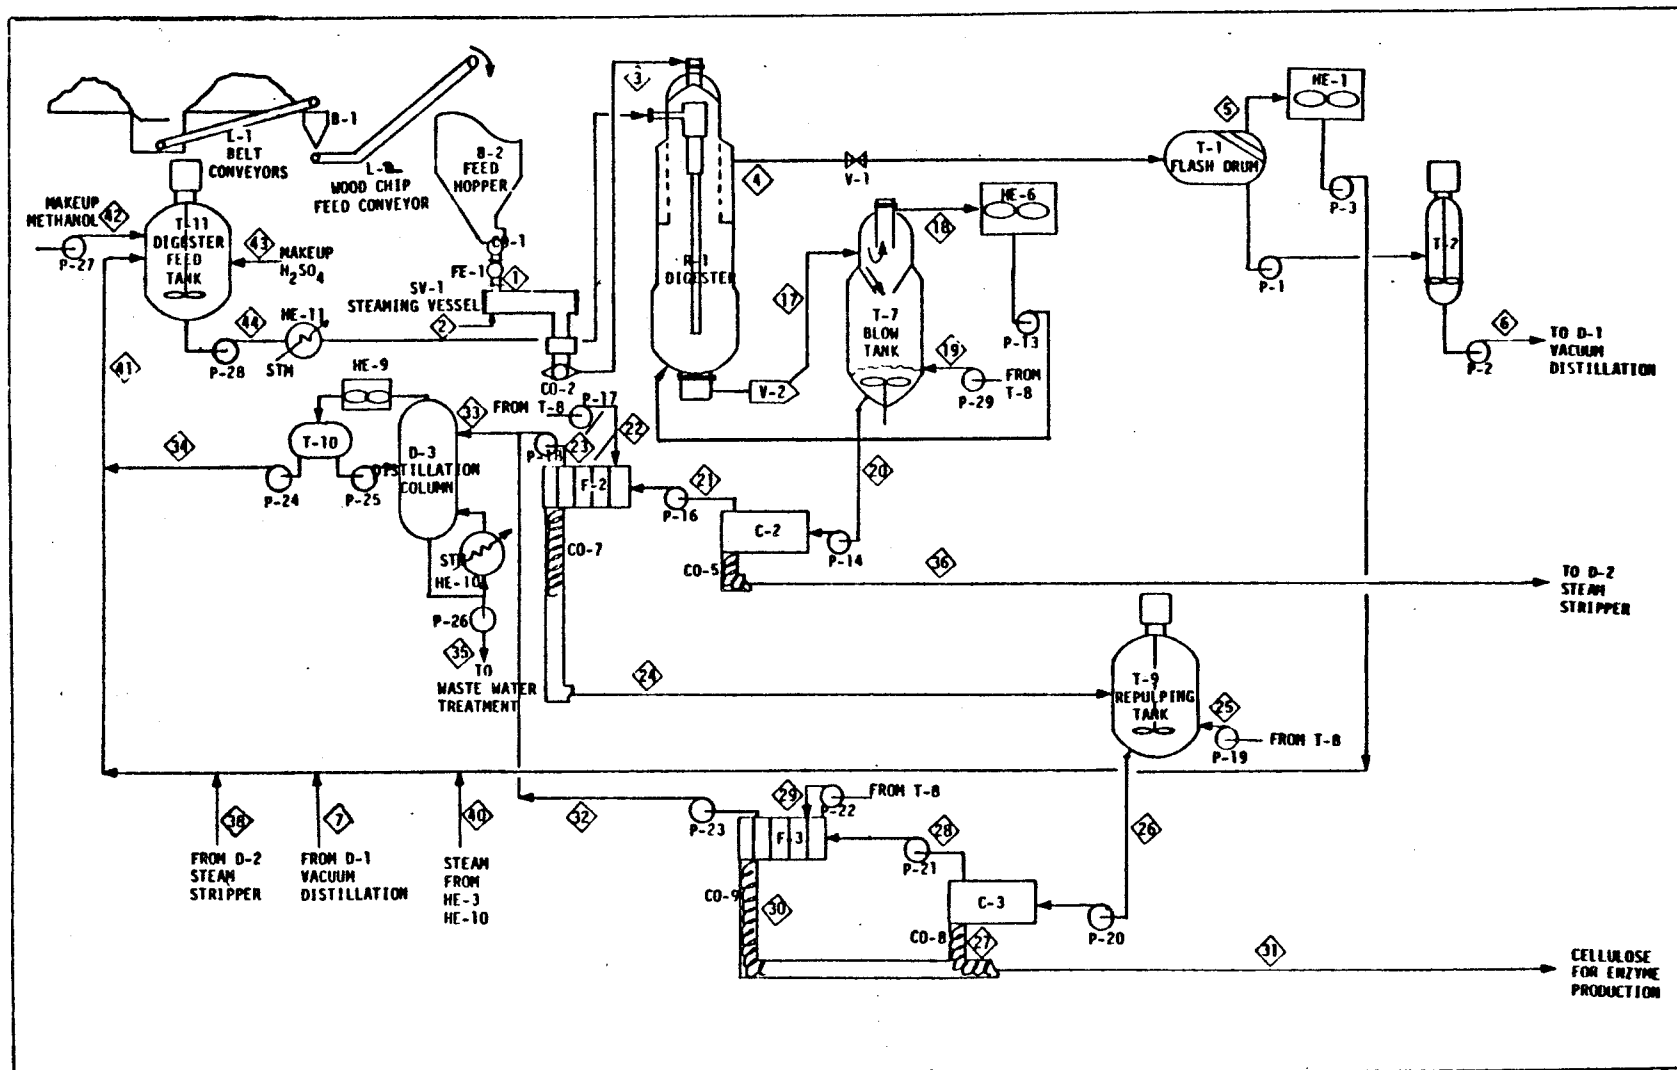 HE-1
3
5
B-1
L-1
BELT
CONVEYORS
B-2
FEED
HOPPER
T-1
FLASH DRUM
V-1
4
WOOD CHIP
FEED CONVEYOR
P-3
HE-6
MAKEUP
METHANOL
42
T-11
DIGESTER
FEED
TANK
P-27
43
MAKEUP
H2SO4
CO-1
FE-1
1
SV-1
STEAMING VESSEL
2
R-1
DIGESTER
18
T-2
P-1
17
T-7
BLOW
TANK
P-13
HE-11
44
P-28
STM
19
FROM
T-8
P-29
6
P-2
TO D-1
VACUUM
DISTILLATION
41
HE-9
CO-2
V-2
33
FROM T-8
P-17
22
23
T-10
34
D-3
DISTILLATION
COLUMN
P-24
P-25
F-2
21
P-16
20
C-2
P-14
CO-7
CO-5
36
TO D-2
STEAM
STRIPPER
HE-10
P-26
35
TO
WASTE WATER
TREATMENT
24
T-9
REPULPING
TANK
25
FROM T-8
P-19
38
7
40
32
P-23
29
FROM T-8
P-22
F-3
28
P-21
26
FROM D-2
STEAM
STRIPPER
FROM D-1
VACUUM
DISTILLATION
STEAM
FROM
HE-3
HE-10
CO-9
30
C-3
P-20
CO-8
27
31
CELLULOSE
FOR ENZYME
PRODUCTION